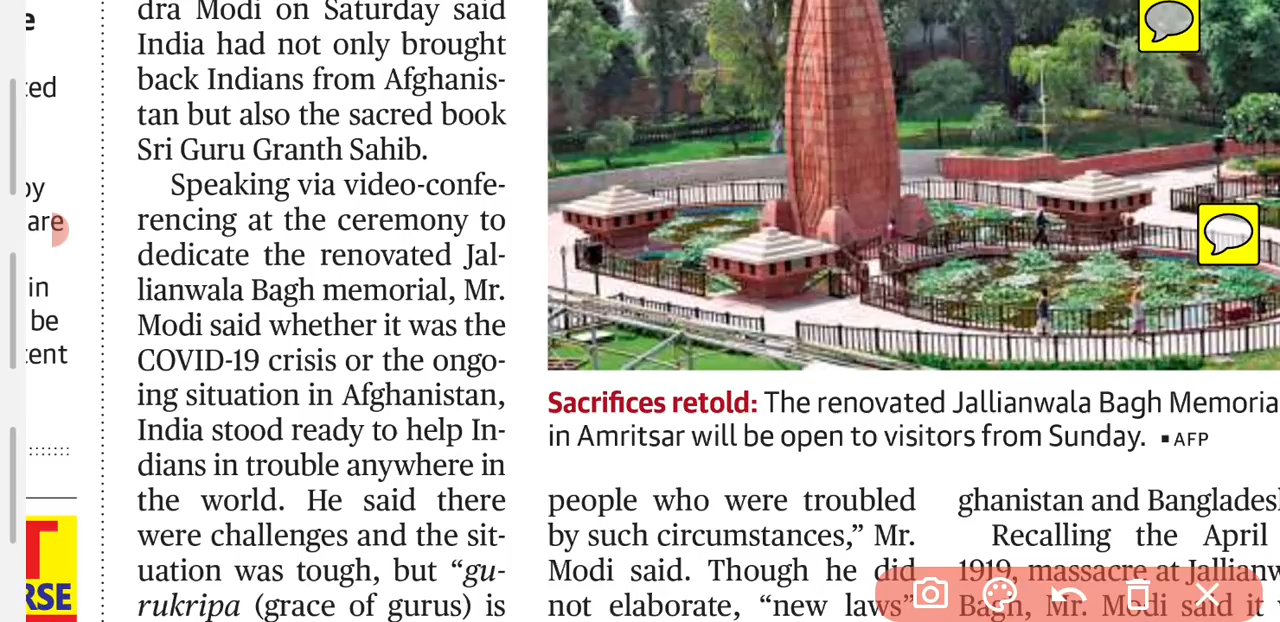 e
ced
by
are
in
be
cent
RSE
dra Modi on Saturday said
India had not only brought
back Indians from Afghanis-
tan but also the sacred book
Sri Guru Granth Sahib.
Speaking via video-confe-
rencing at the ceremony to
dedicate the renovated Jal-
lianwala Bagh memorial, Mr.
Modi said whether it was the
COVID-19 crisis or the ongo-
ing situation in Afghanistan,
India stood ready to help In-
dians in trouble anywhere in
the world. He said there
were challenges and the sit-
uation was tough, but “gu-
rukripa (grace of gurus) is
Sacrifices retold: The renovated Jallianwala Bagh Memoria
in Amritsar will be open to visitors from Sunday. ▪ AFP
people who were troubled
by such circumstances,” Mr.
Modi said. Though he did
not elaborate, “new laws”
ghanistan and Banglades
Recalling the April
1919, massacre at Jallianw
Bagh, Mr. Modi said it